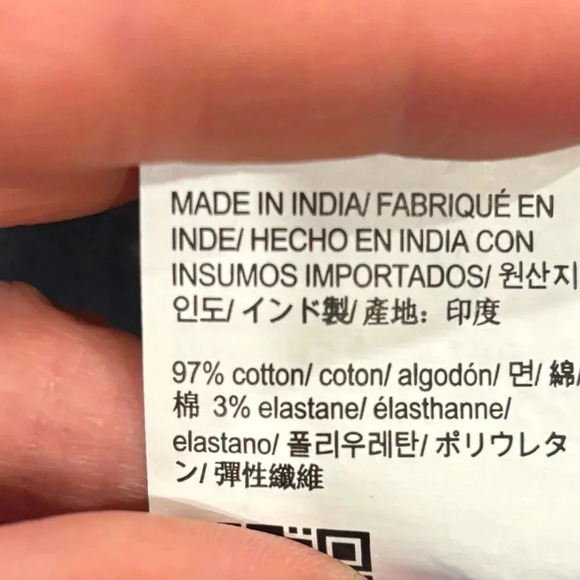 MADE IN INDIA/ FABRIQUÉ EN
INDE/ HECHO EN INDIA CON
INSUMOS IMPORTADOS/ 원산지
인도/ インド製/ 產地：印度
97% cotton/ coton/ algodón/ 면/ 綿/
棉 3% elastane/ élasthanne/
elastano/ 폴리우레탄/ ポリウレタ
ン/ 彈性纖維